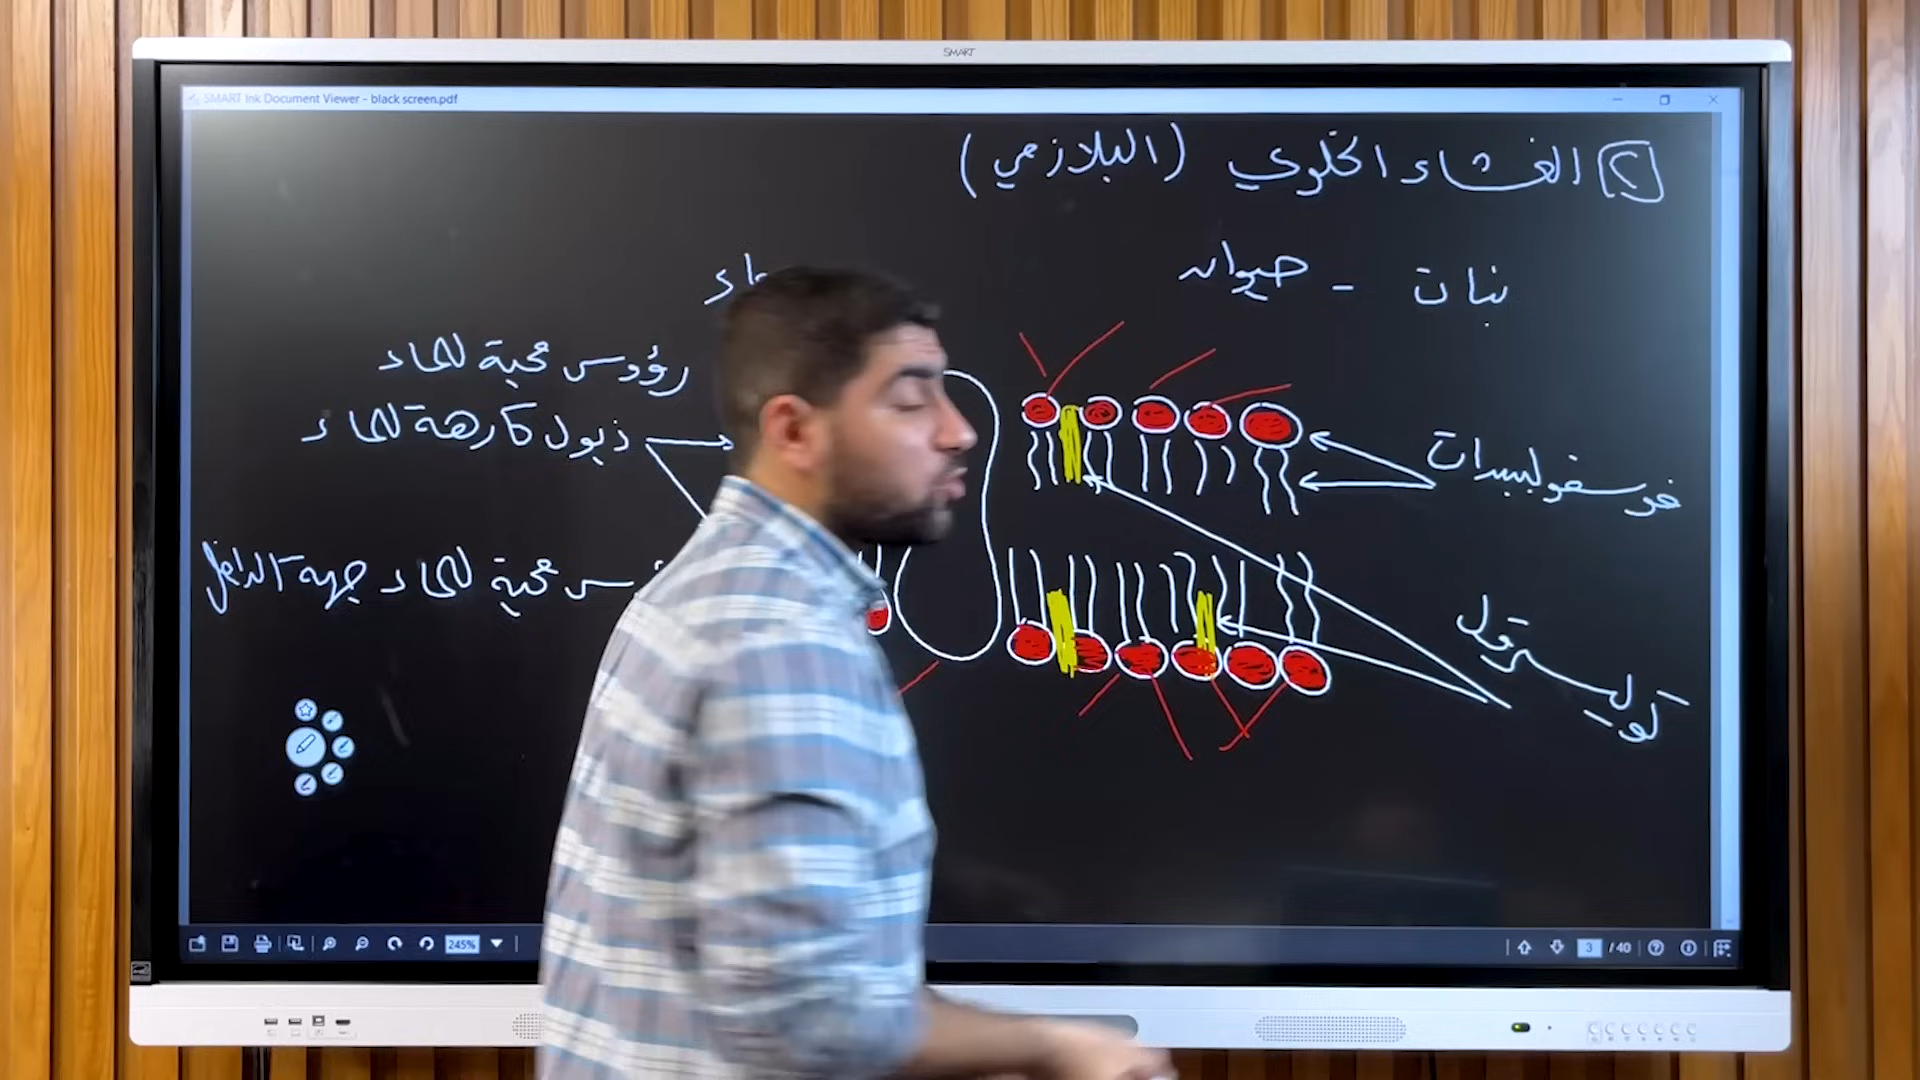 SMART
SMART Ink Document Viewer - black screen.pdf
٢ الغشاء الخلوي (البلازمي)
نبات - حيوان
رؤوس محبة للماء
ذيول كارهة للماء
فوسفوليبيدات
محبة للماء جهة الداخل
كوليسترول
245%
3 / 40